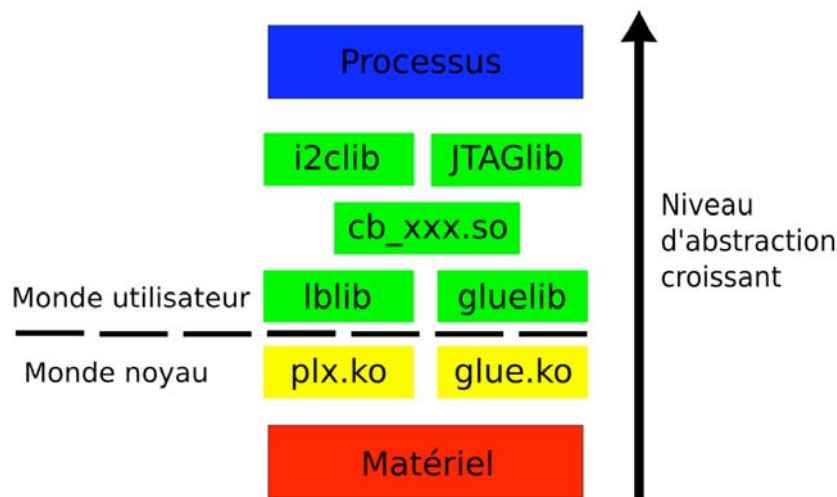 Processus
i2clib
JTAGlib
cb_xxx.so
Niveau
d'abstraction
croissant
Monde utilisateur
lblib
gluelib
Monde noyau
plx.ko
glue.ko
Matériel